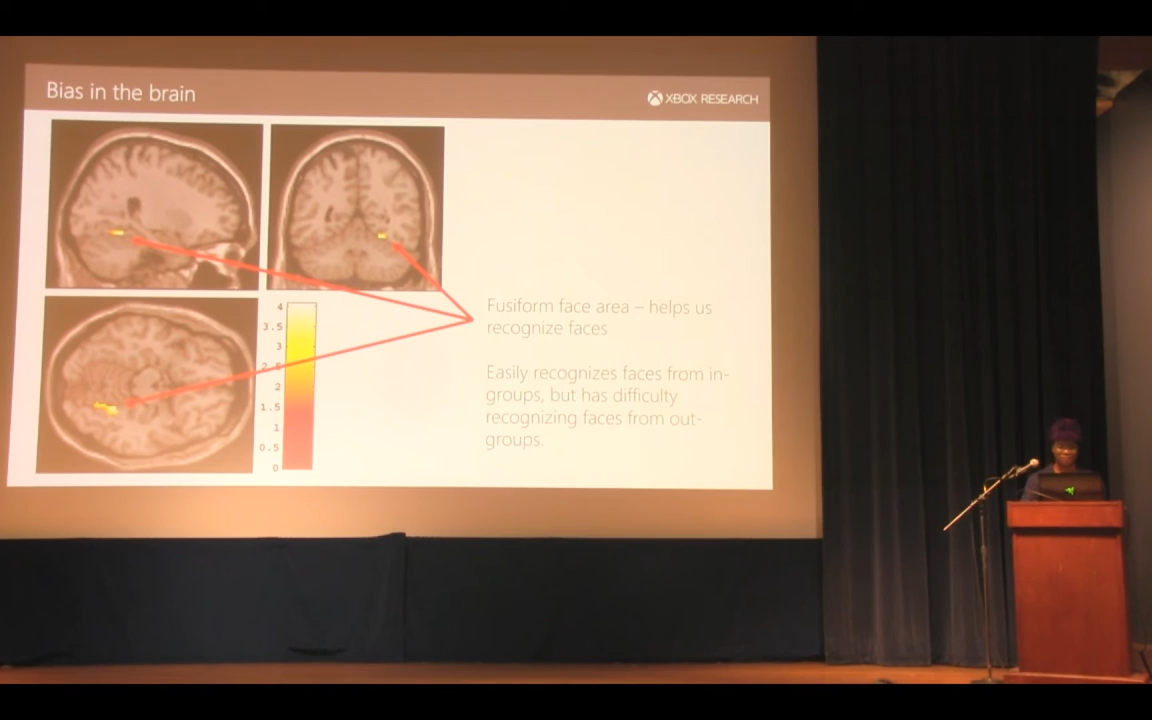 Bias in the brain
XBOX RESEARCH
4
3.5
3
2.5
2
1.5
1
0.5
0
Fusiform face area – helps us
recognize faces
Easily recognizes faces from in-
groups, but has difficulty
recognizing faces from out-
groups.